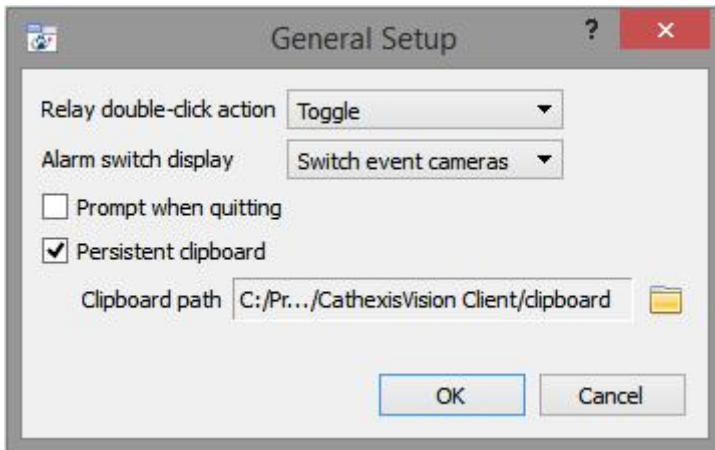 General Setup
Relay double-click action Toggle
Alarm switch display Switch event cameras
Prompt when quitting
Persistent clipboard
Clipboard path C:/Pr.../CathexisVision Client/clipboard
OK Cancel